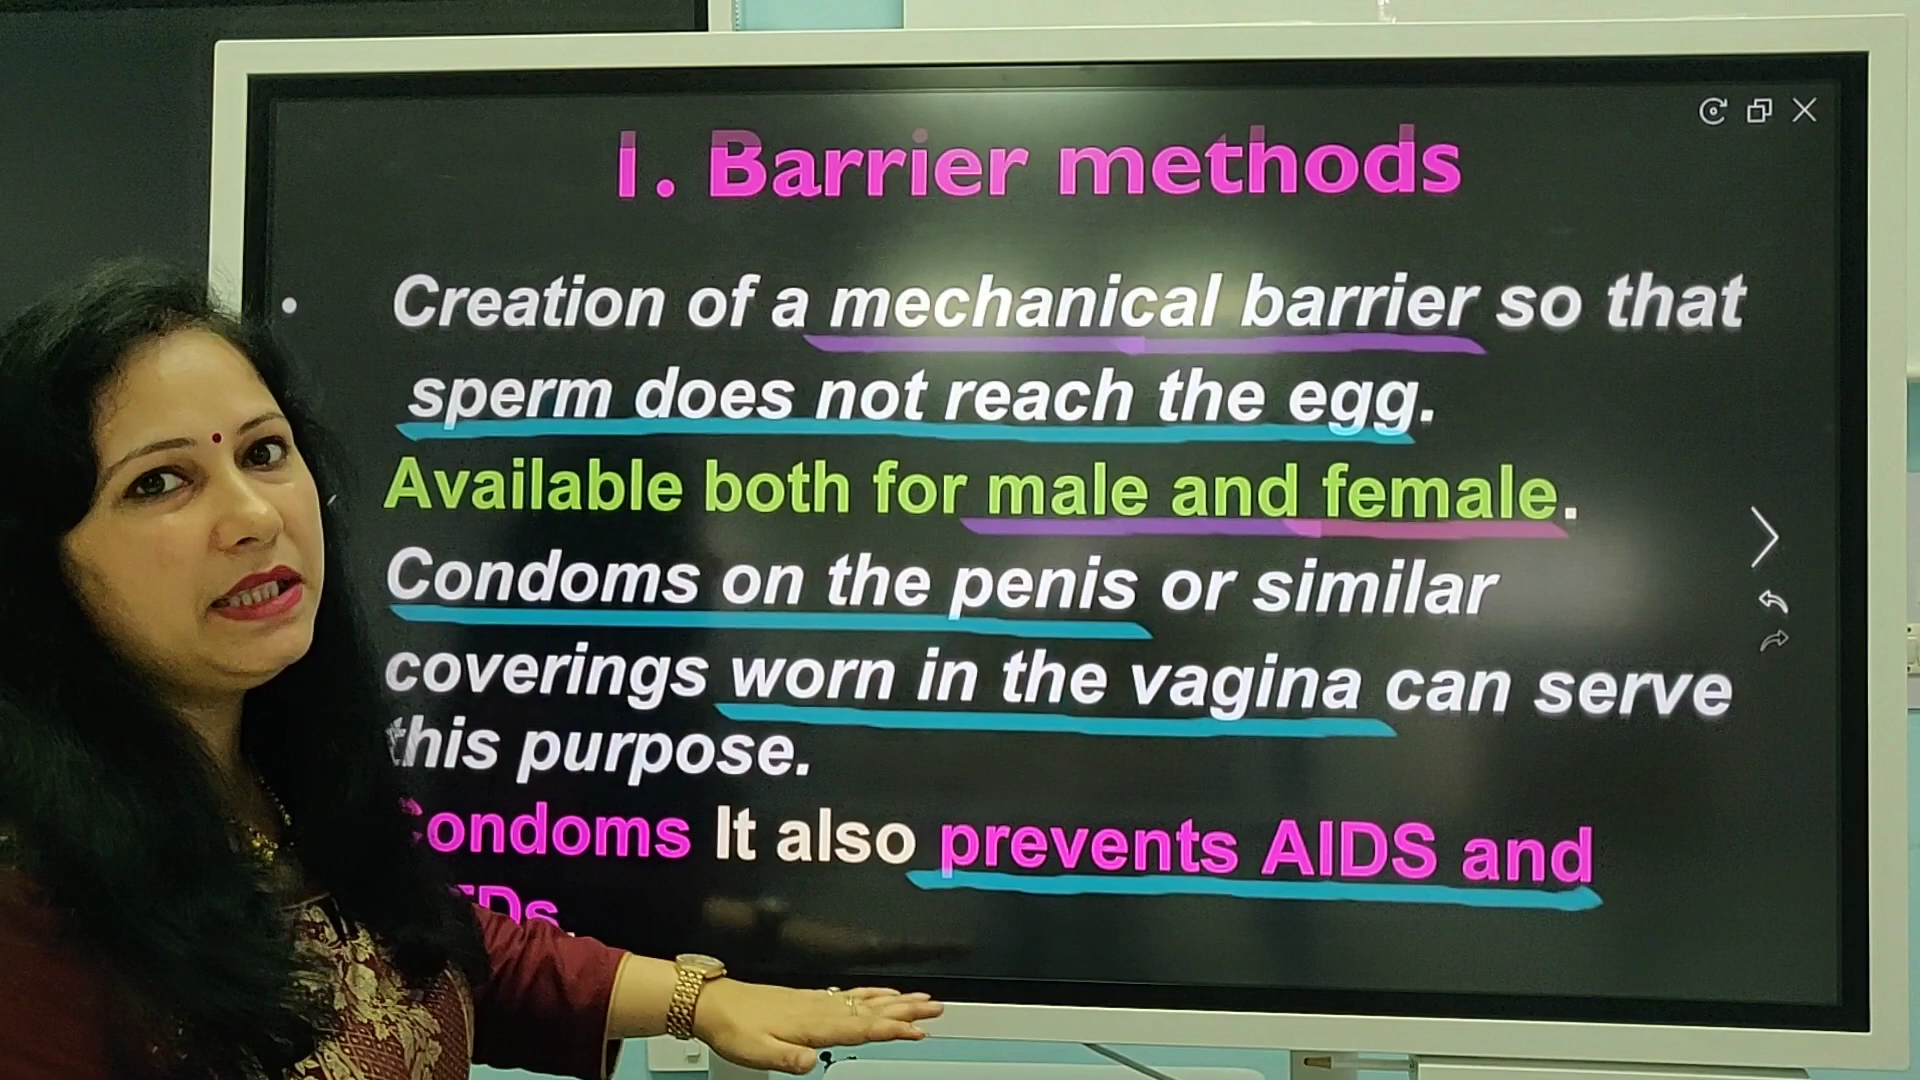 1. Barrier methods
• Creation of a mechanical barrier so that
sperm does not reach the egg.
Available both for male and female.
Condoms on the penis or similar
coverings worn in the vagina can serve
this purpose.
Condoms It also prevents AIDS and